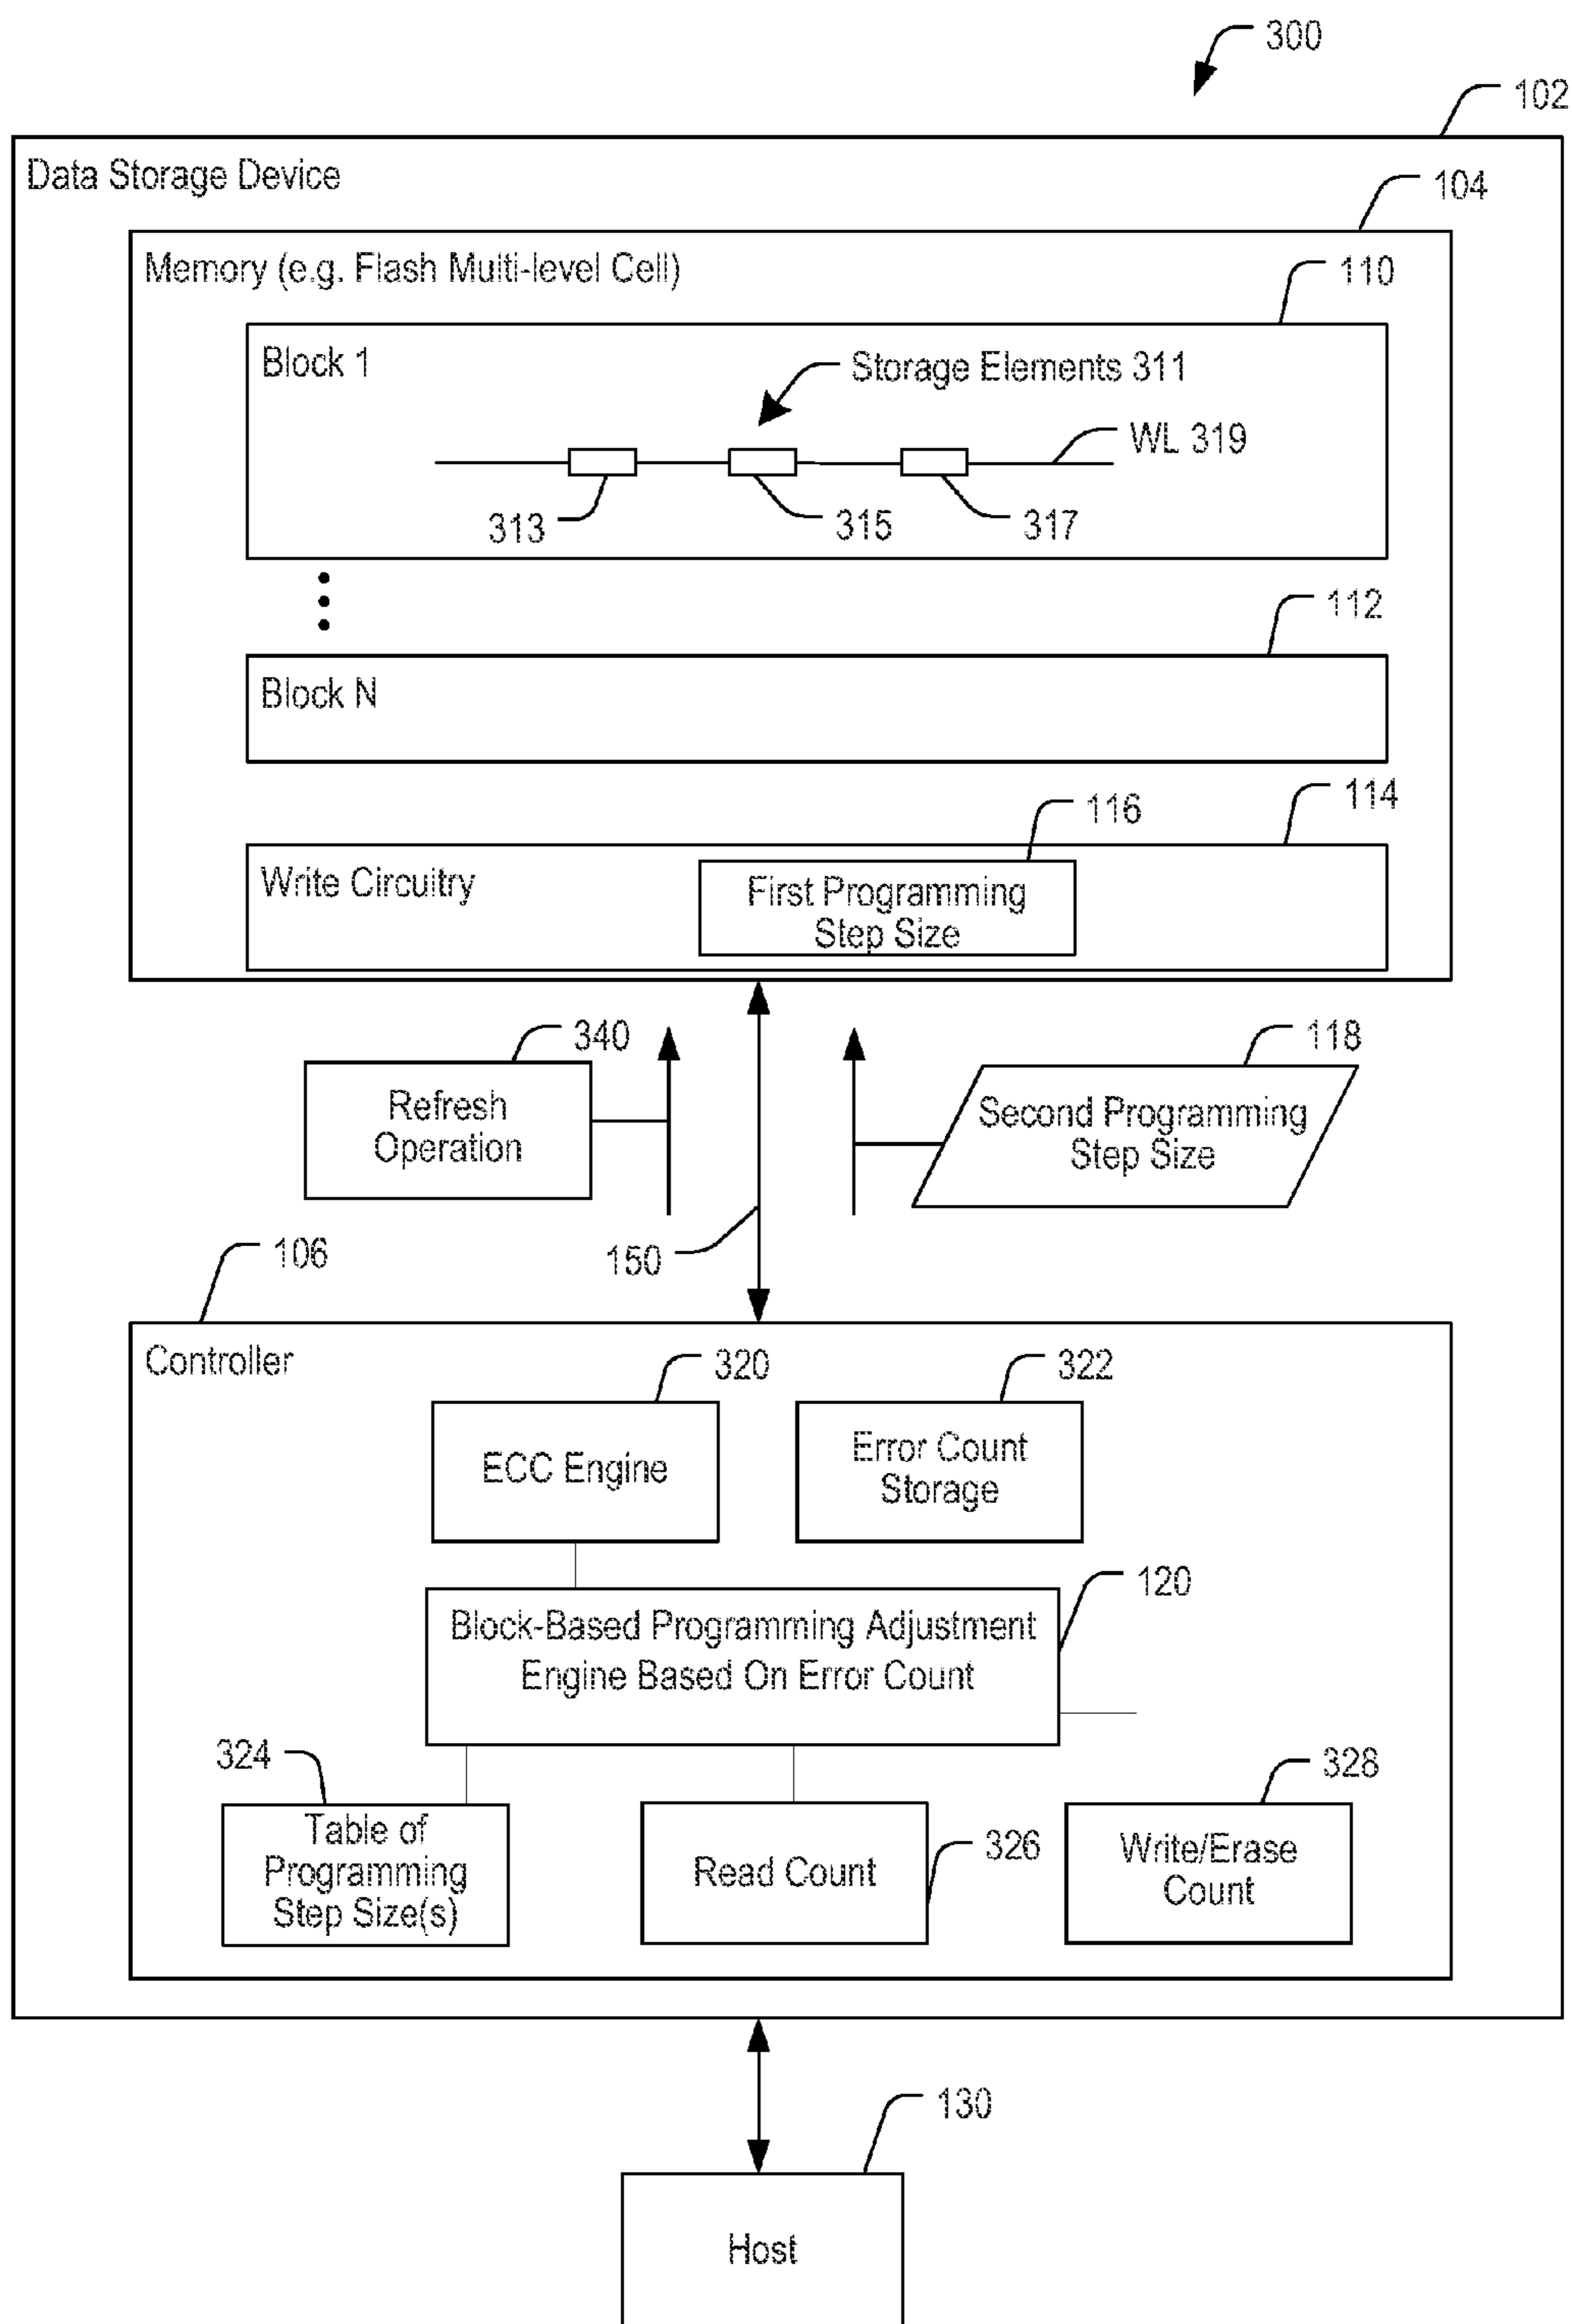 300
102
Data Storage Device
104
Memory (e.g. Flash Multi-level Cell)
110
Block 1
Storage Elements 311
WL 319
313
315
317
112
Block N
114
116
Write Circuitry
First Programming
Step Size
340
118
Refresh
Operation
Second Programming
Step Size
106
150
Controller
320
322
ECC Engine
Error Count
Storage
120
Block-Based Programming Adjustment
Engine Based On Error Count
324
328
Table of
Programming
Step Size(s)
Read Count
326
Write/Erase
Count
130
Host